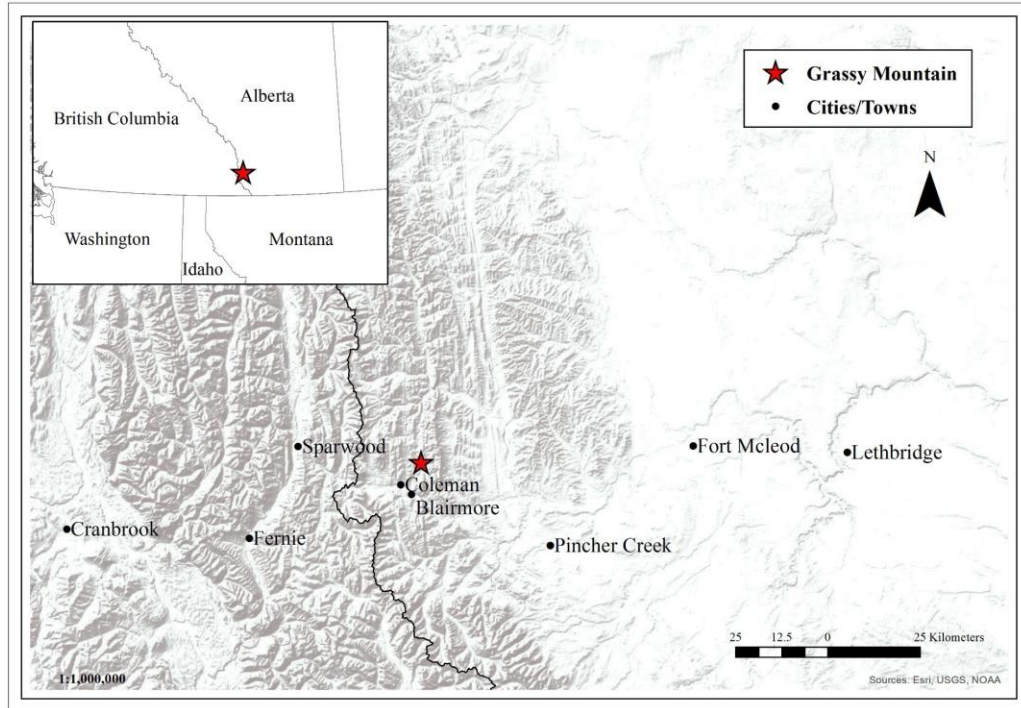 Alberta
British Columbia
Washington
Montana
Idaho
Grassy Mountain
Cities/Towns
N
Sparwood
Fort Mcleod
Lethbridge
Coleman
Blairmore
Cranbrook
Fernie
Pincher Creek
25 12.5 0 25 Kilometers
1:1,000,000
Sources: Esri, USGS, NOAA